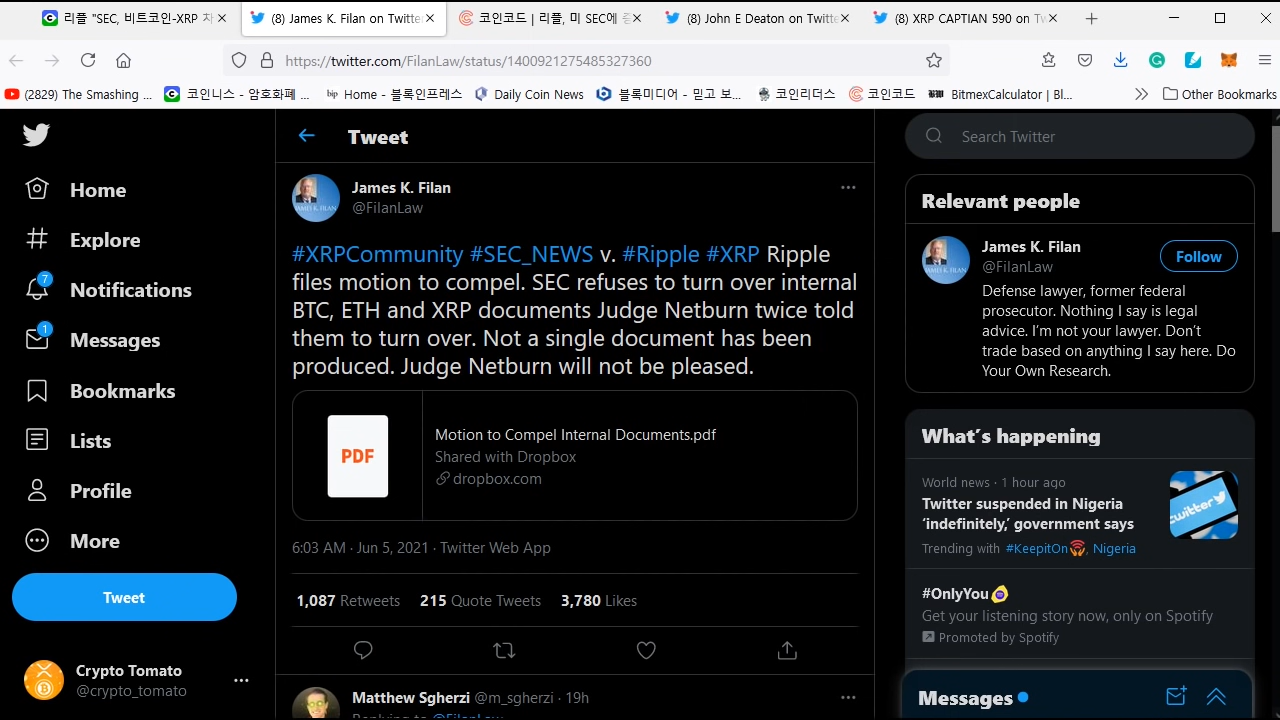 리플 "SEC, 비트코인-XRP 차
(8) James K. Filan on Twitte
코인코드 | 리플, 미 SEC에 증
(8) John E Deaton on Twitte
(8) XRP CAPTIAN 590 on Tw
https://twitter.com/FilanLaw/status/1400921275485327360
(2829) The Smashing ...
코인니스 - 암호화폐 ...
bip Home - 블록인프레스
Daily Coin News
블록미디어 - 믿고 보...
코인리더스
코인코드
BitmexCalculator | Bl...
Other Bookmarks
Home
Explore
7
Notifications
1
Messages
Bookmarks
Lists
Profile
More
Tweet
Crypto Tomato
@crypto_tomato
Tweet
James K. Filan
@FilanLaw
#XRPCommunity #SEC_NEWS v. #Ripple #XRP Ripple
files motion to compel. SEC refuses to turn over internal
BTC, ETH and XRP documents Judge Netburn twice told
them to turn over. Not a single document has been
produced. Judge Netburn will not be pleased.
PDF
Motion to Compel Internal Documents.pdf
Shared with Dropbox
dropbox.com
6:03 AM · Jun 5, 2021 · Twitter Web App
1,087 Retweets 215 Quote Tweets 3,780 Likes
Matthew Sgherzi @m_sgherzi · 19h
Replying to @FilanLaw
Search Twitter
Relevant people
James K. Filan
@FilanLaw
Follow
Defense lawyer, former federal
prosecutor. Nothing I say is legal
advice. I'm not your lawyer. Don't
trade based on anything I say here. Do
Your Own Research.
What's happening
World news · 1 hour ago
Twitter suspended in Nigeria
'indefinitely,' government says
Trending with #KeepitOn, Nigeria
#OnlyYou
Get your listening story now, only on Spotify
Promoted by Spotify
Messages